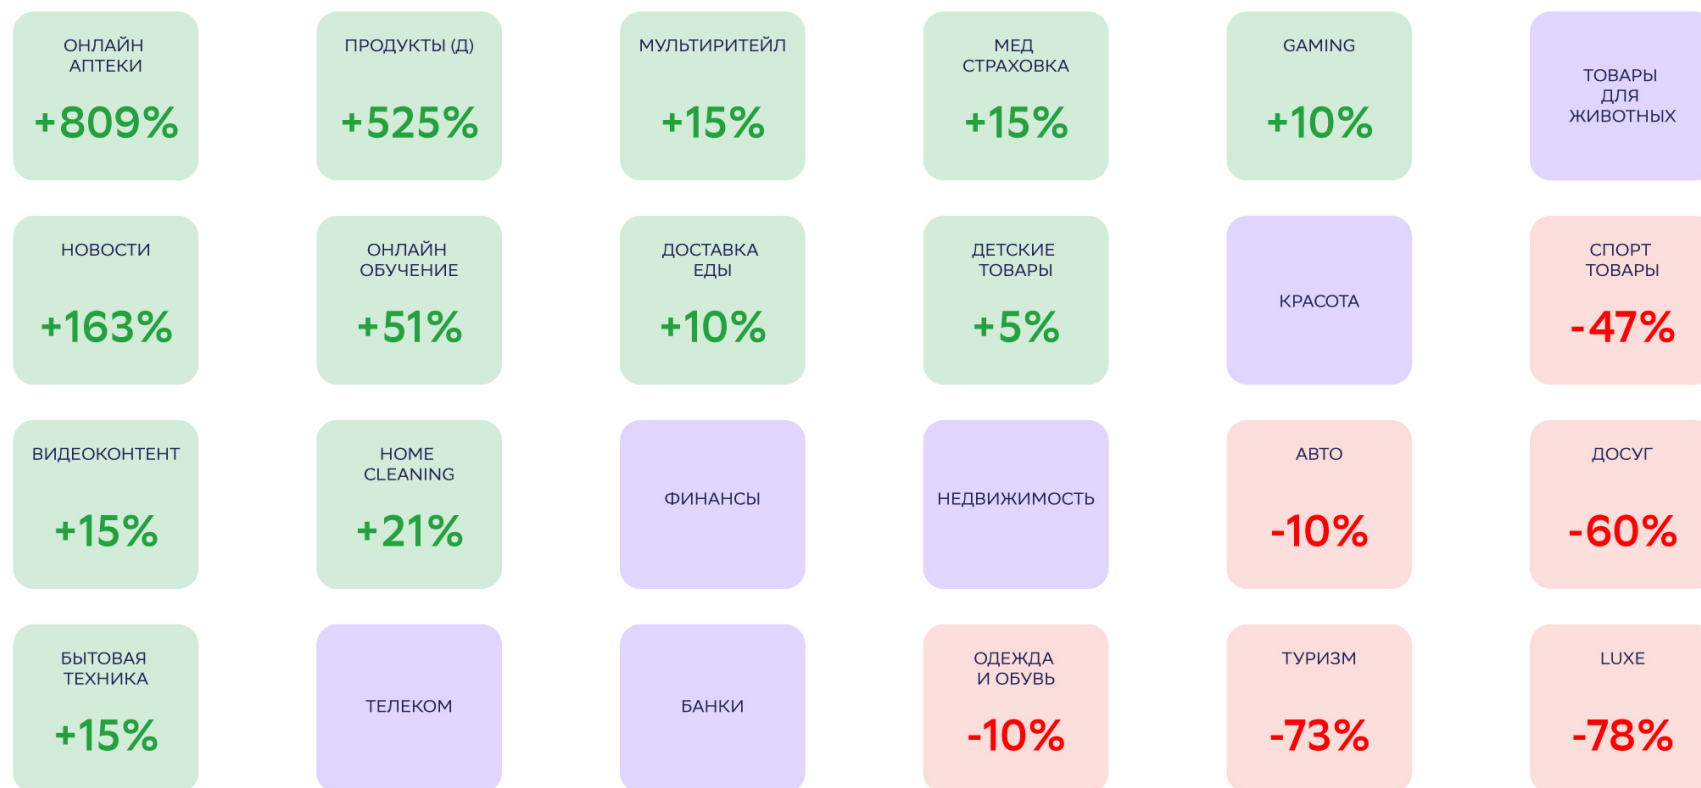 ОНЛАЙН
АПТЕКИ
+809%
ПРОДУКТЫ (Д)
+525%
МУЛЬТИРИТЕЙЛ
+15%
МЕД
СТРАХОВКА
+15%
GAMING
+10%
ТОВАРЫ
ДЛЯ
ЖИВОТНЫХ
НОВОСТИ
+163%
ОНЛАЙН
ОБУЧЕНИЕ
+51%
ДОСТАВКА
ЕДЫ
+10%
ДЕТСКИЕ
ТОВАРЫ
+5%
КРАСОТА
СПОРТ
ТОВАРЫ
-47%
ВИДЕОКОНТЕНТ
+15%
HOME
CLEANING
+21%
ФИНАНСЫ
НЕДВИЖИМОСТЬ
АВТО
-10%
ДОСУГ
-60%
БЫТОВАЯ
ТЕХНИКА
+15%
ТЕЛЕКОМ
БАНКИ
ОДЕЖДА
И ОБУВЬ
-10%
ТУРИЗМ
-73%
LUXE
-78%